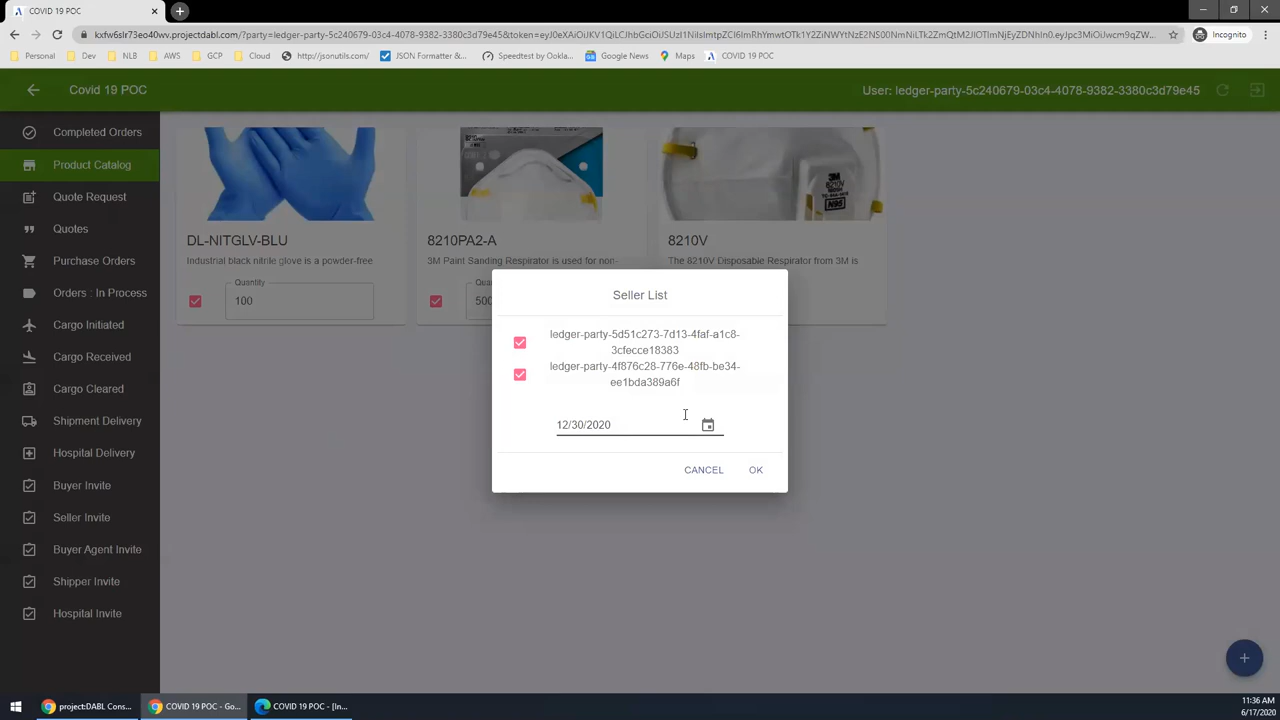 COVID 19 POC
kxfw6slr73eo40wv.projectdabl.com/?party=ledger-party-5c240679-03c4-4078-9382-3380c3d79e45&token=
Incognito
Personal
Dev
NLB
AWS
GCP
Cloud
http://jsonutils.com/
JSON Formatter &...
Speedtest by Ookla...
Google News
Maps
COVID 19 POC
Covid 19 POC
User: ledger-party-5c240679-03c4-4078-9382-3380c3d79e45
Completed Orders
Product Catalog
Quote Request
Quotes
Purchase Orders
Orders : In Process
Cargo Initiated
Cargo Received
Cargo Cleared
Shipment Delivery
Hospital Delivery
Buyer Invite
Seller Invite
Buyer Agent Invite
Shipper Invite
Hospital Invite
DL-NITGLV-BLU
Industrial black nitrile glove is a powder-free
Quantity
100
8210PA2-A
3M Paint Sanding Respirator is used for non-
500
3M
8210V
N95
8210V
The 8210V Disposable Respirator from 3M is
Seller List
ledger-party-5d51c273-7d13-4faf-a1c8-
3cfecce18383
ledger-party-4f876c28-776e-48fb-be34-
ee1bda389a6f
12/30/2020
CANCEL
OK
project:DABL Cons...
COVID 19 POC - Go...
COVID 19 POC - [In...
11:36 AM
6/17/2020